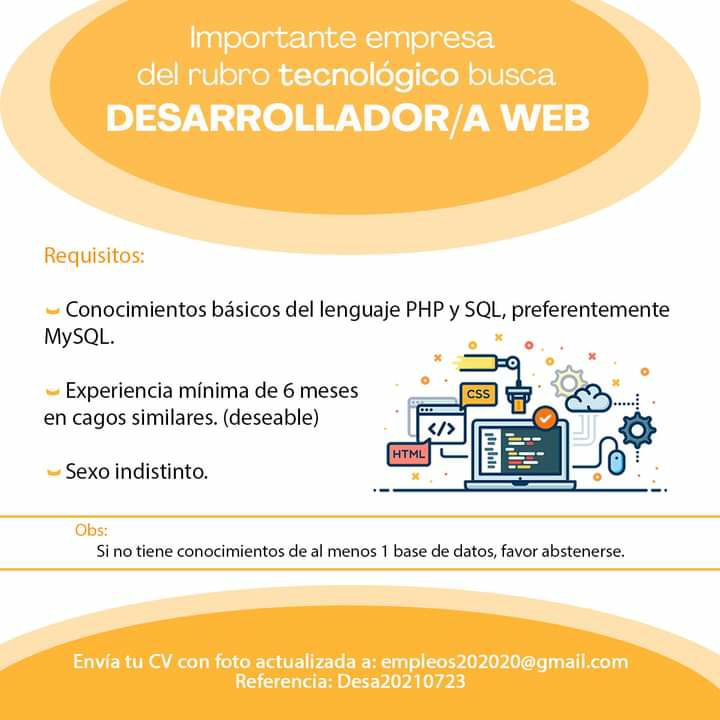 Importante empresa
del rubro tecnológico busca
DESARROLLADOR/A WEB
Requisitos:
Conocimientos básicos del lenguaje PHP y SQL, preferentemente
MySQL.
Experiencia mínima de 6 meses
en cagos similares. (deseable)
Sexo indistinto.
CSS
</>
HTML
Obs:
Si no tiene conocimientos de al menos 1 base de datos, favor abstenerse.
Envía tu CV con foto actualizada a: empleos202020@gmail.com
Referencia: Desa20210723